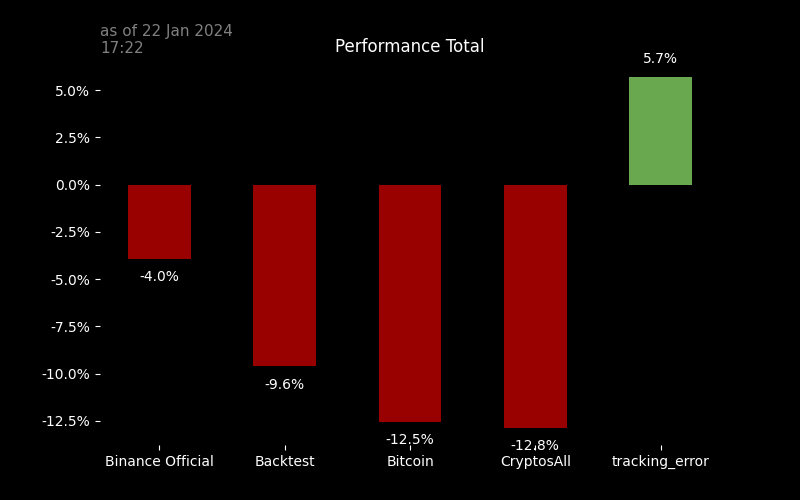 as of 22 Jan 2024
17:22
Performance Total
5.7%
5.0%
2.5%
0.0%
-2.5%
-5.0%
-7.5%
-10.0%
-12.5%
-4.0%
-9.6%
-12.5%
-12.8%
Binance Official
Backtest
Bitcoin
CryptosAll
tracking_error